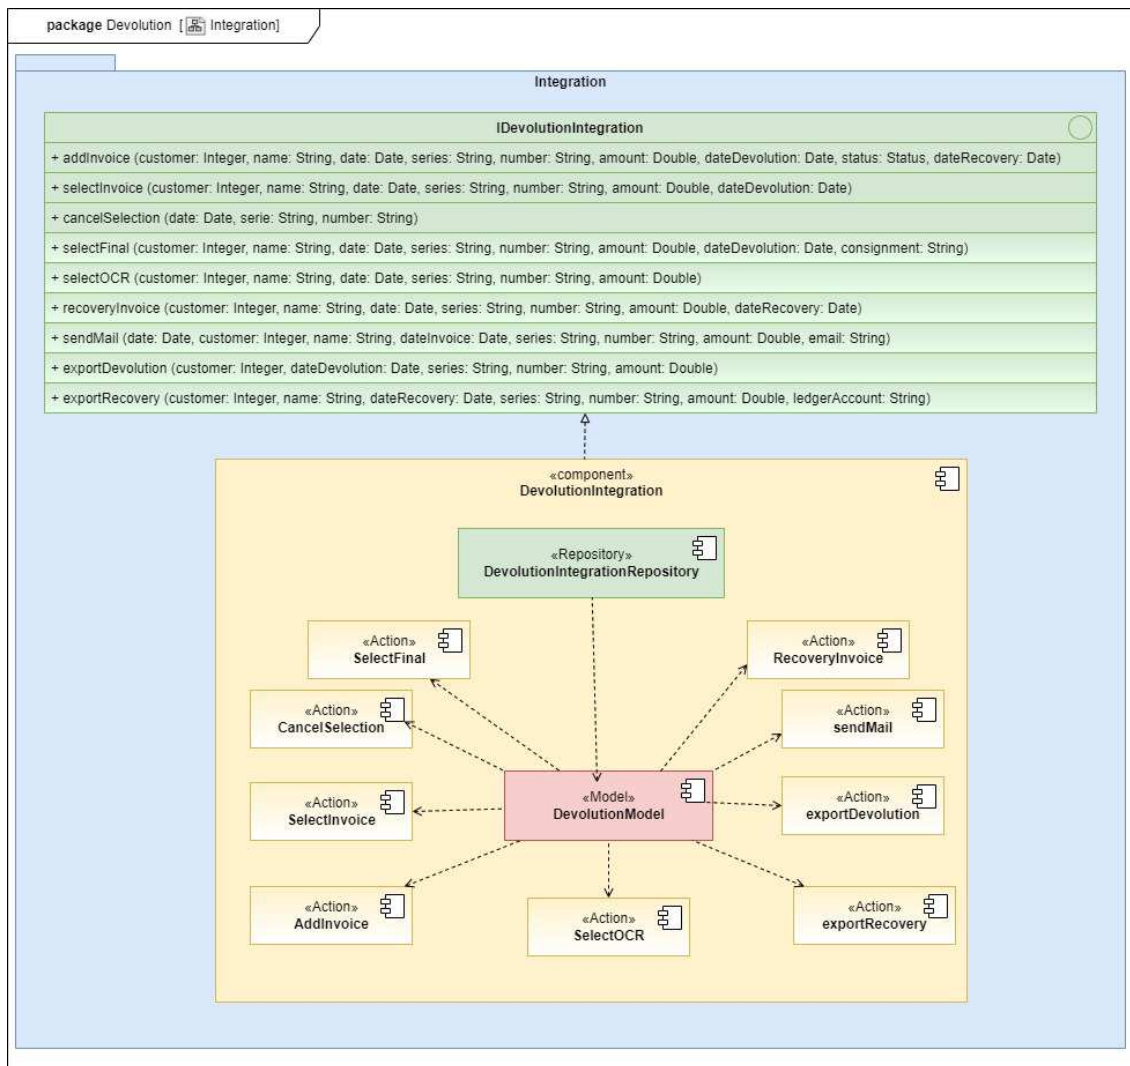 package Devolution [ Integration]
Integration
IDevolutionIntegration
+ addInvoice (customer: Integer, name: String, date: Date, series: String, number: String, amount: Double, dateDevolution: Date, status: Status, dateRecovery: Date)
+ selectInvoice (customer: Integer, name: String, date: Date, series: String, number: String, amount: Double, dateDevolution: Date)
+ cancelSelection (date: Date, serie: String, number: String)
+ selectFinal (customer: Integer, name: String, date: Date, series: String, number: String, amount: Double, dateDevolution: Date, consignment: String)
+ selectOCR (customer: Integer, name: String, date: Date, series: String, number: String, amount: Double)
+ recoveryInvoice (customer: Integer, name: String, date: Date, series: String, number: String, amount: Double, dateRecovery: Date)
+ sendMail (date: Date, customer: Integer, name: String, dateInvoice: Date, series: String, number: String, amount: Double, email: String)
+ exportDevolution (customer: Integer, dateDevolution: Date, series: String, number: String, amount: Double)
+ exportRecovery (customer: Integer, name: String, dateRecovery: Date, series: String, number: String, amount: Double, ledgerAccount: String)
«component»
DevolutionIntegration
«Repository»
DevolutionIntegrationRepository
«Action»
SelectFinal
«Action»
RecoveryInvoice
«Action»
CancelSelection
«Action»
sendMail
«Action»
SelectInvoice
«Model»
DevolutionModel
«Action»
exportDevolution
«Action»
AddInvoice
«Action»
SelectOCR
«Action»
exportRecovery